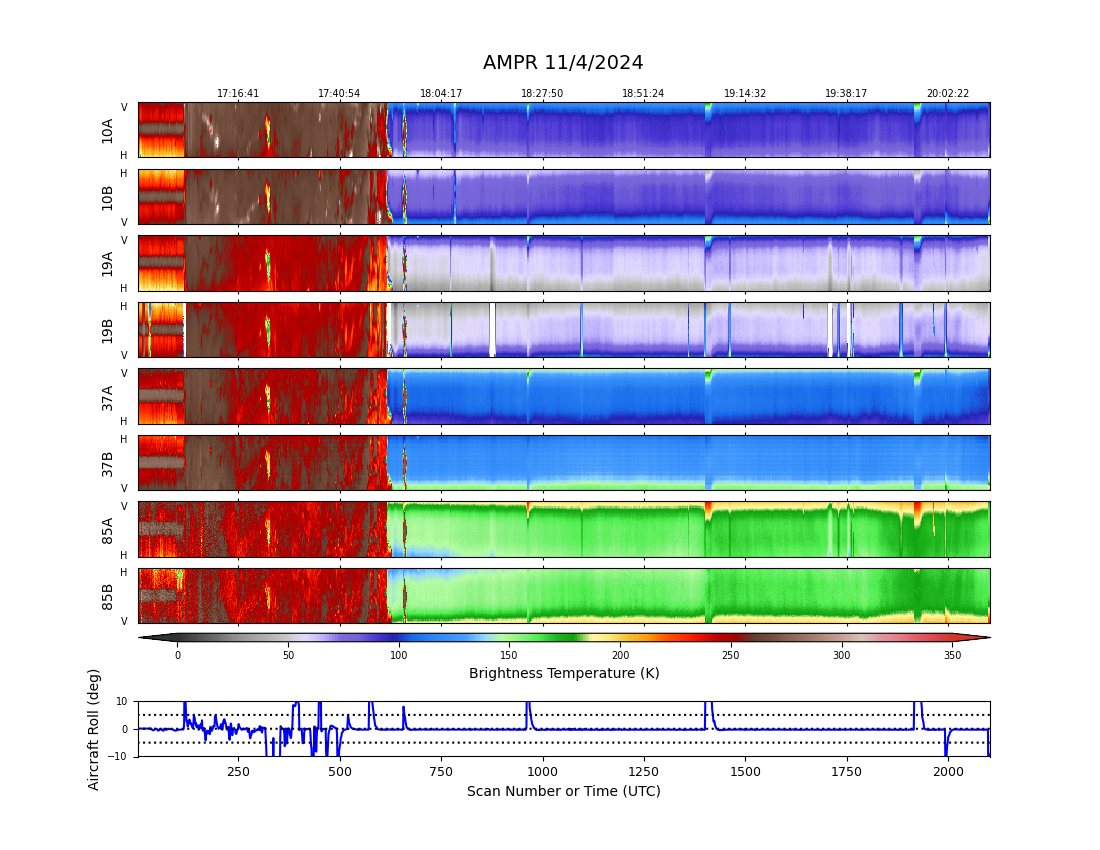 AMPR 11/4/2024
17:16:41 17:40:54 18:04:17 18:27:50 18:51:24 19:14:32 19:38:17 20:02:22
V 10A H
H 10B V
V 19A H
H 19B V
V 37A H
H 37B V
V 85A H
H 85B V
0 50 100 150 200 250 300 350
Brightness Temperature (K)
Aircraft Roll (deg)
10
0
−10
250 500 750 1000 1250 1500 1750 2000
Scan Number or Time (UTC)